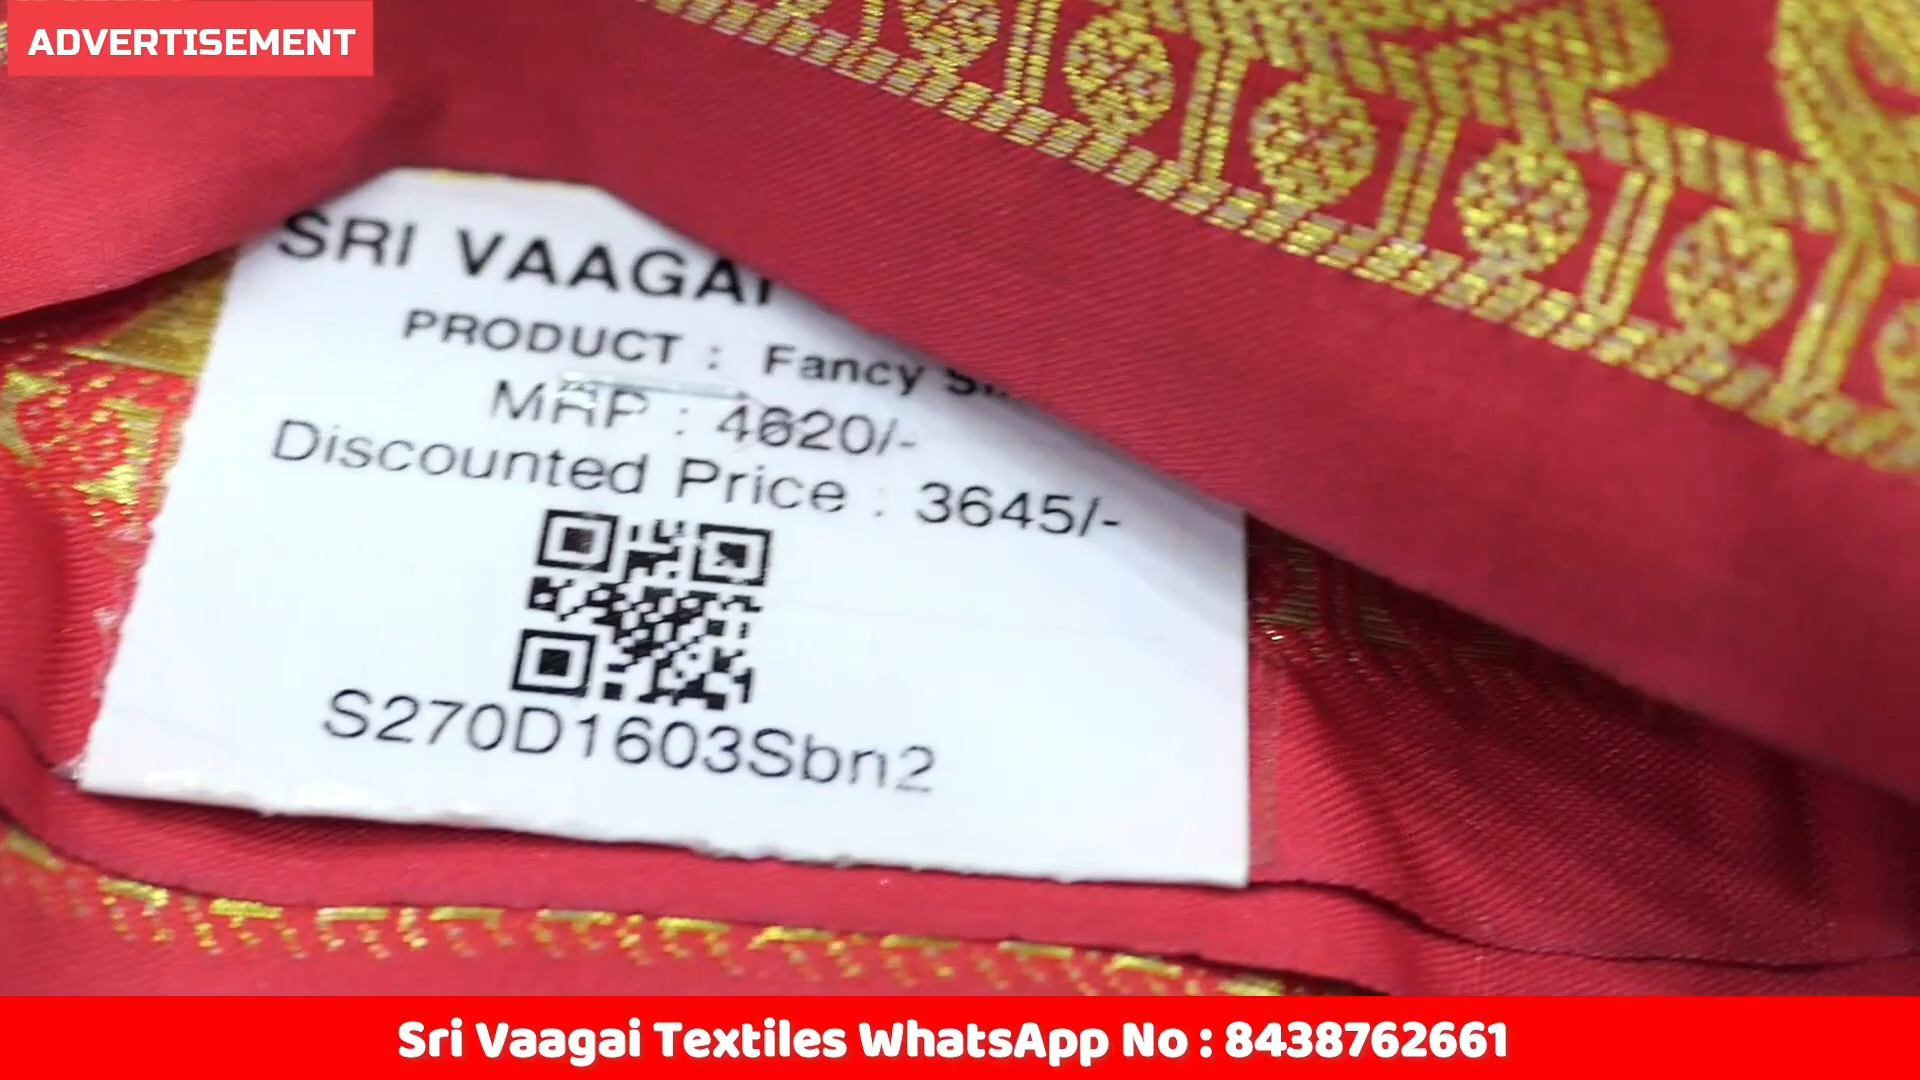 ADVERTISEMENT
SRI VAAGAI
PRODUCT : Fancy
MRP : 4620/-
Discounted Price : 3645/-
S270D1603Sbn2
Sri Vaagai Textiles WhatsApp No : 8438762661